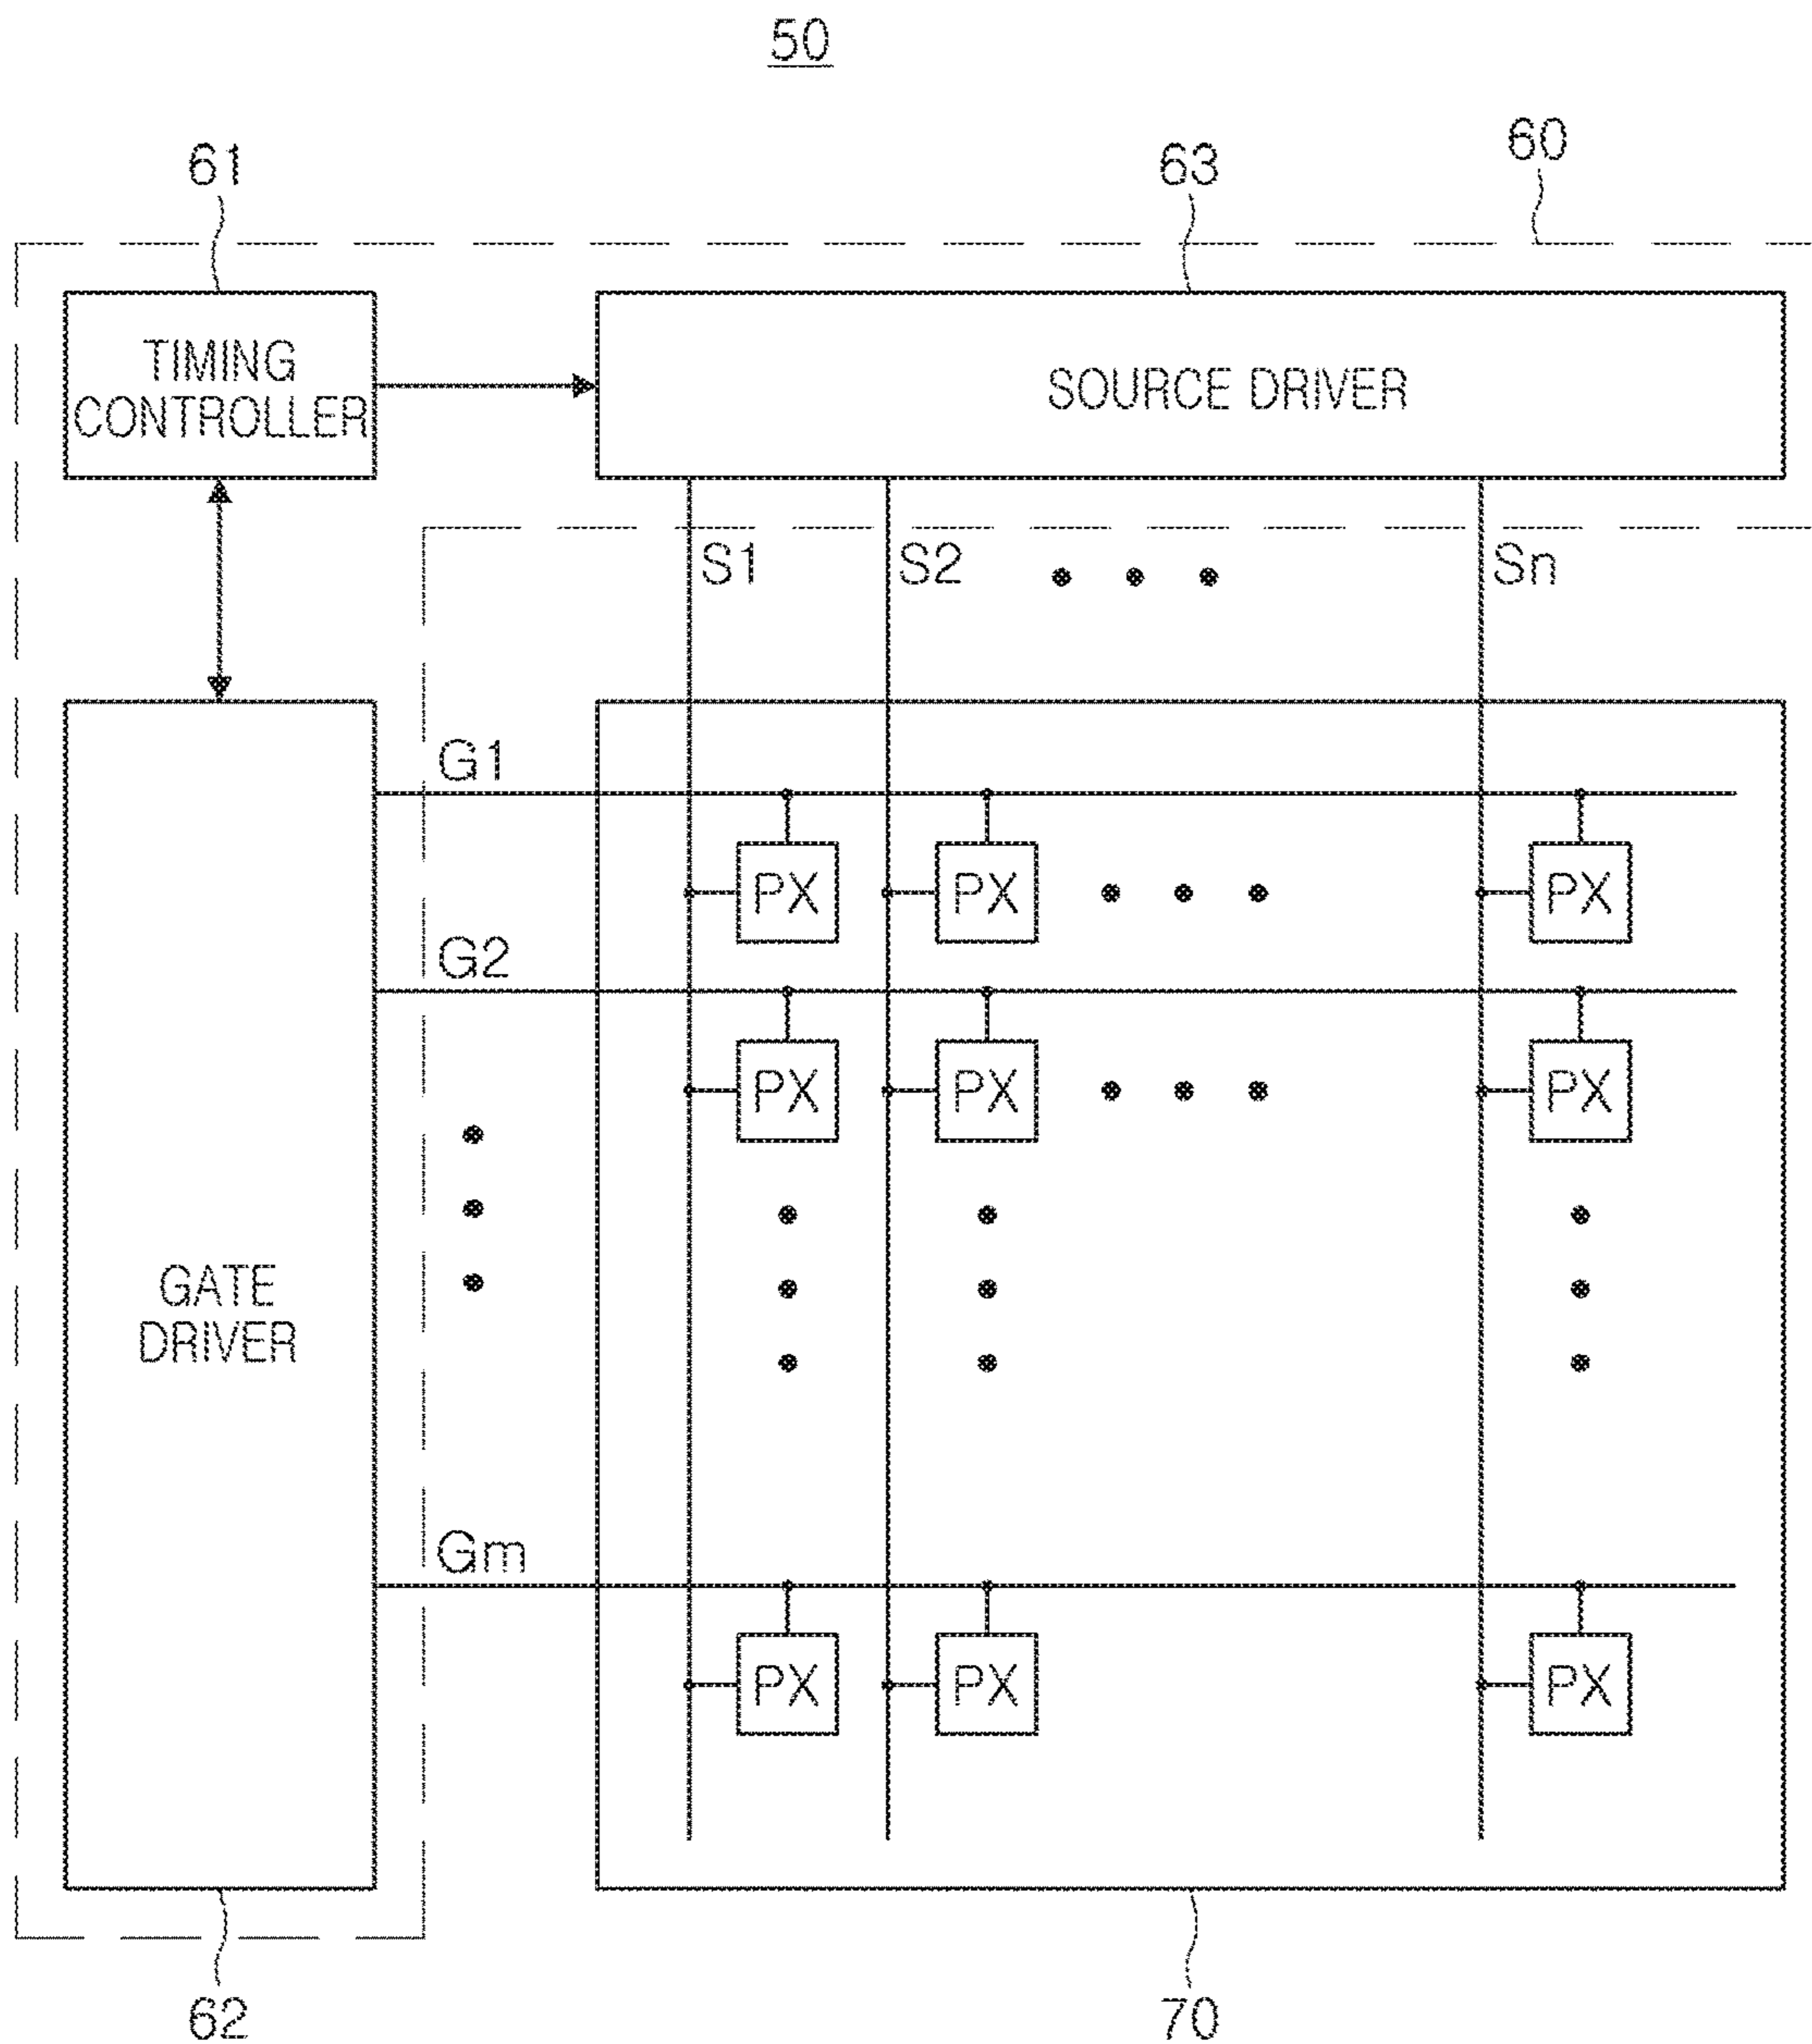 50
61
63
60
TIMING
CONTROLLER
SOURCE DRIVER
S1
S2
Sn
G1
PX
PX
PX
G2
PX
PX
PX
GATE
DRIVER
Gm
PX
PX
PX
62
70